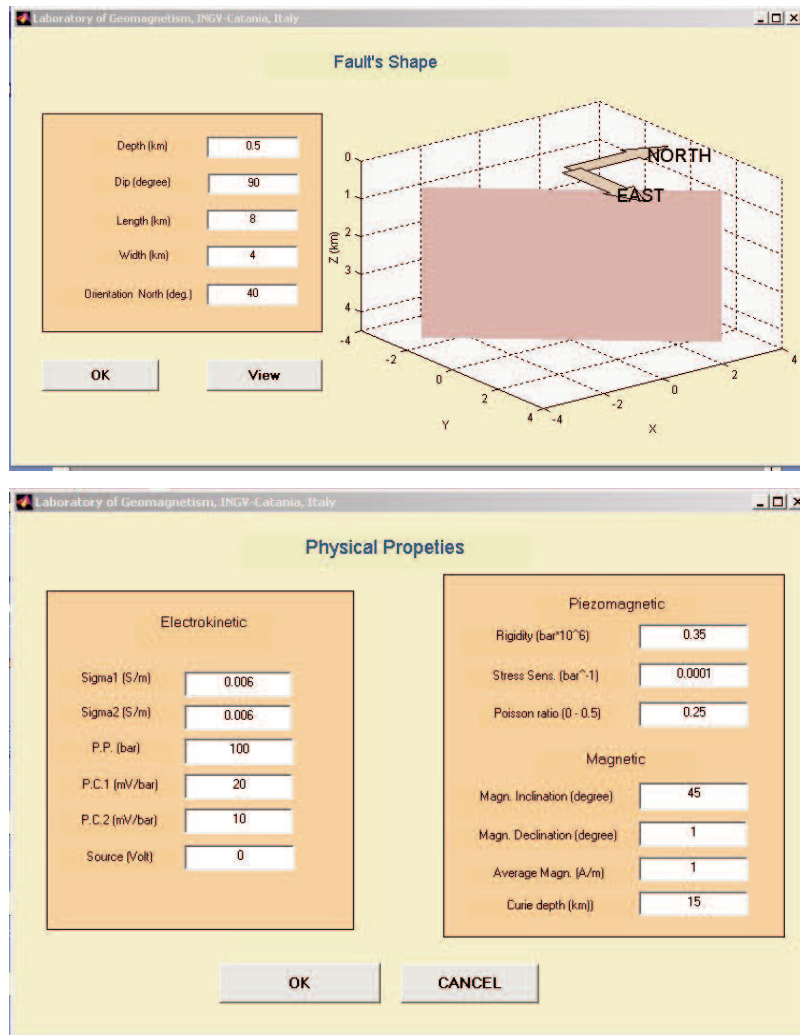 Laboratory of Geomagnetism, INGV-Catania, Italy
Fault's Shape
Depth (km) 0.5
Dip (degree) 90
Length (km) 8
Width (km) 4
Orientation North (deg.) 40
OK View
NORTH
EAST
Z (km)
0
1
2
3
4
-4
-2
0
2
4
Y
-4
-2
0
2
4
X
Laboratory of Geomagnetism, INGV-Catania, Italy
Physical Propeties
Electrokinetic
Sigma1 (S/m) 0.006
Sigma2 (S/m) 0.006
P.P. (bar) 100
P.C.1 (mV/bar) 20
P.C.2 (mV/bar) 10
Source (Volt) 0
Piezomagnetic
Rigidity (bar*10^6) 0.35
Stress Sens. (bar^-1) 0.0001
Poisson ratio (0 - 0.5) 0.25
Magnetic
Magn. Inclination (degree) 45
Magn. Declination (degree) 1
Average Magn. (A/m) 1
Curie depth (km)) 15
OK CANCEL